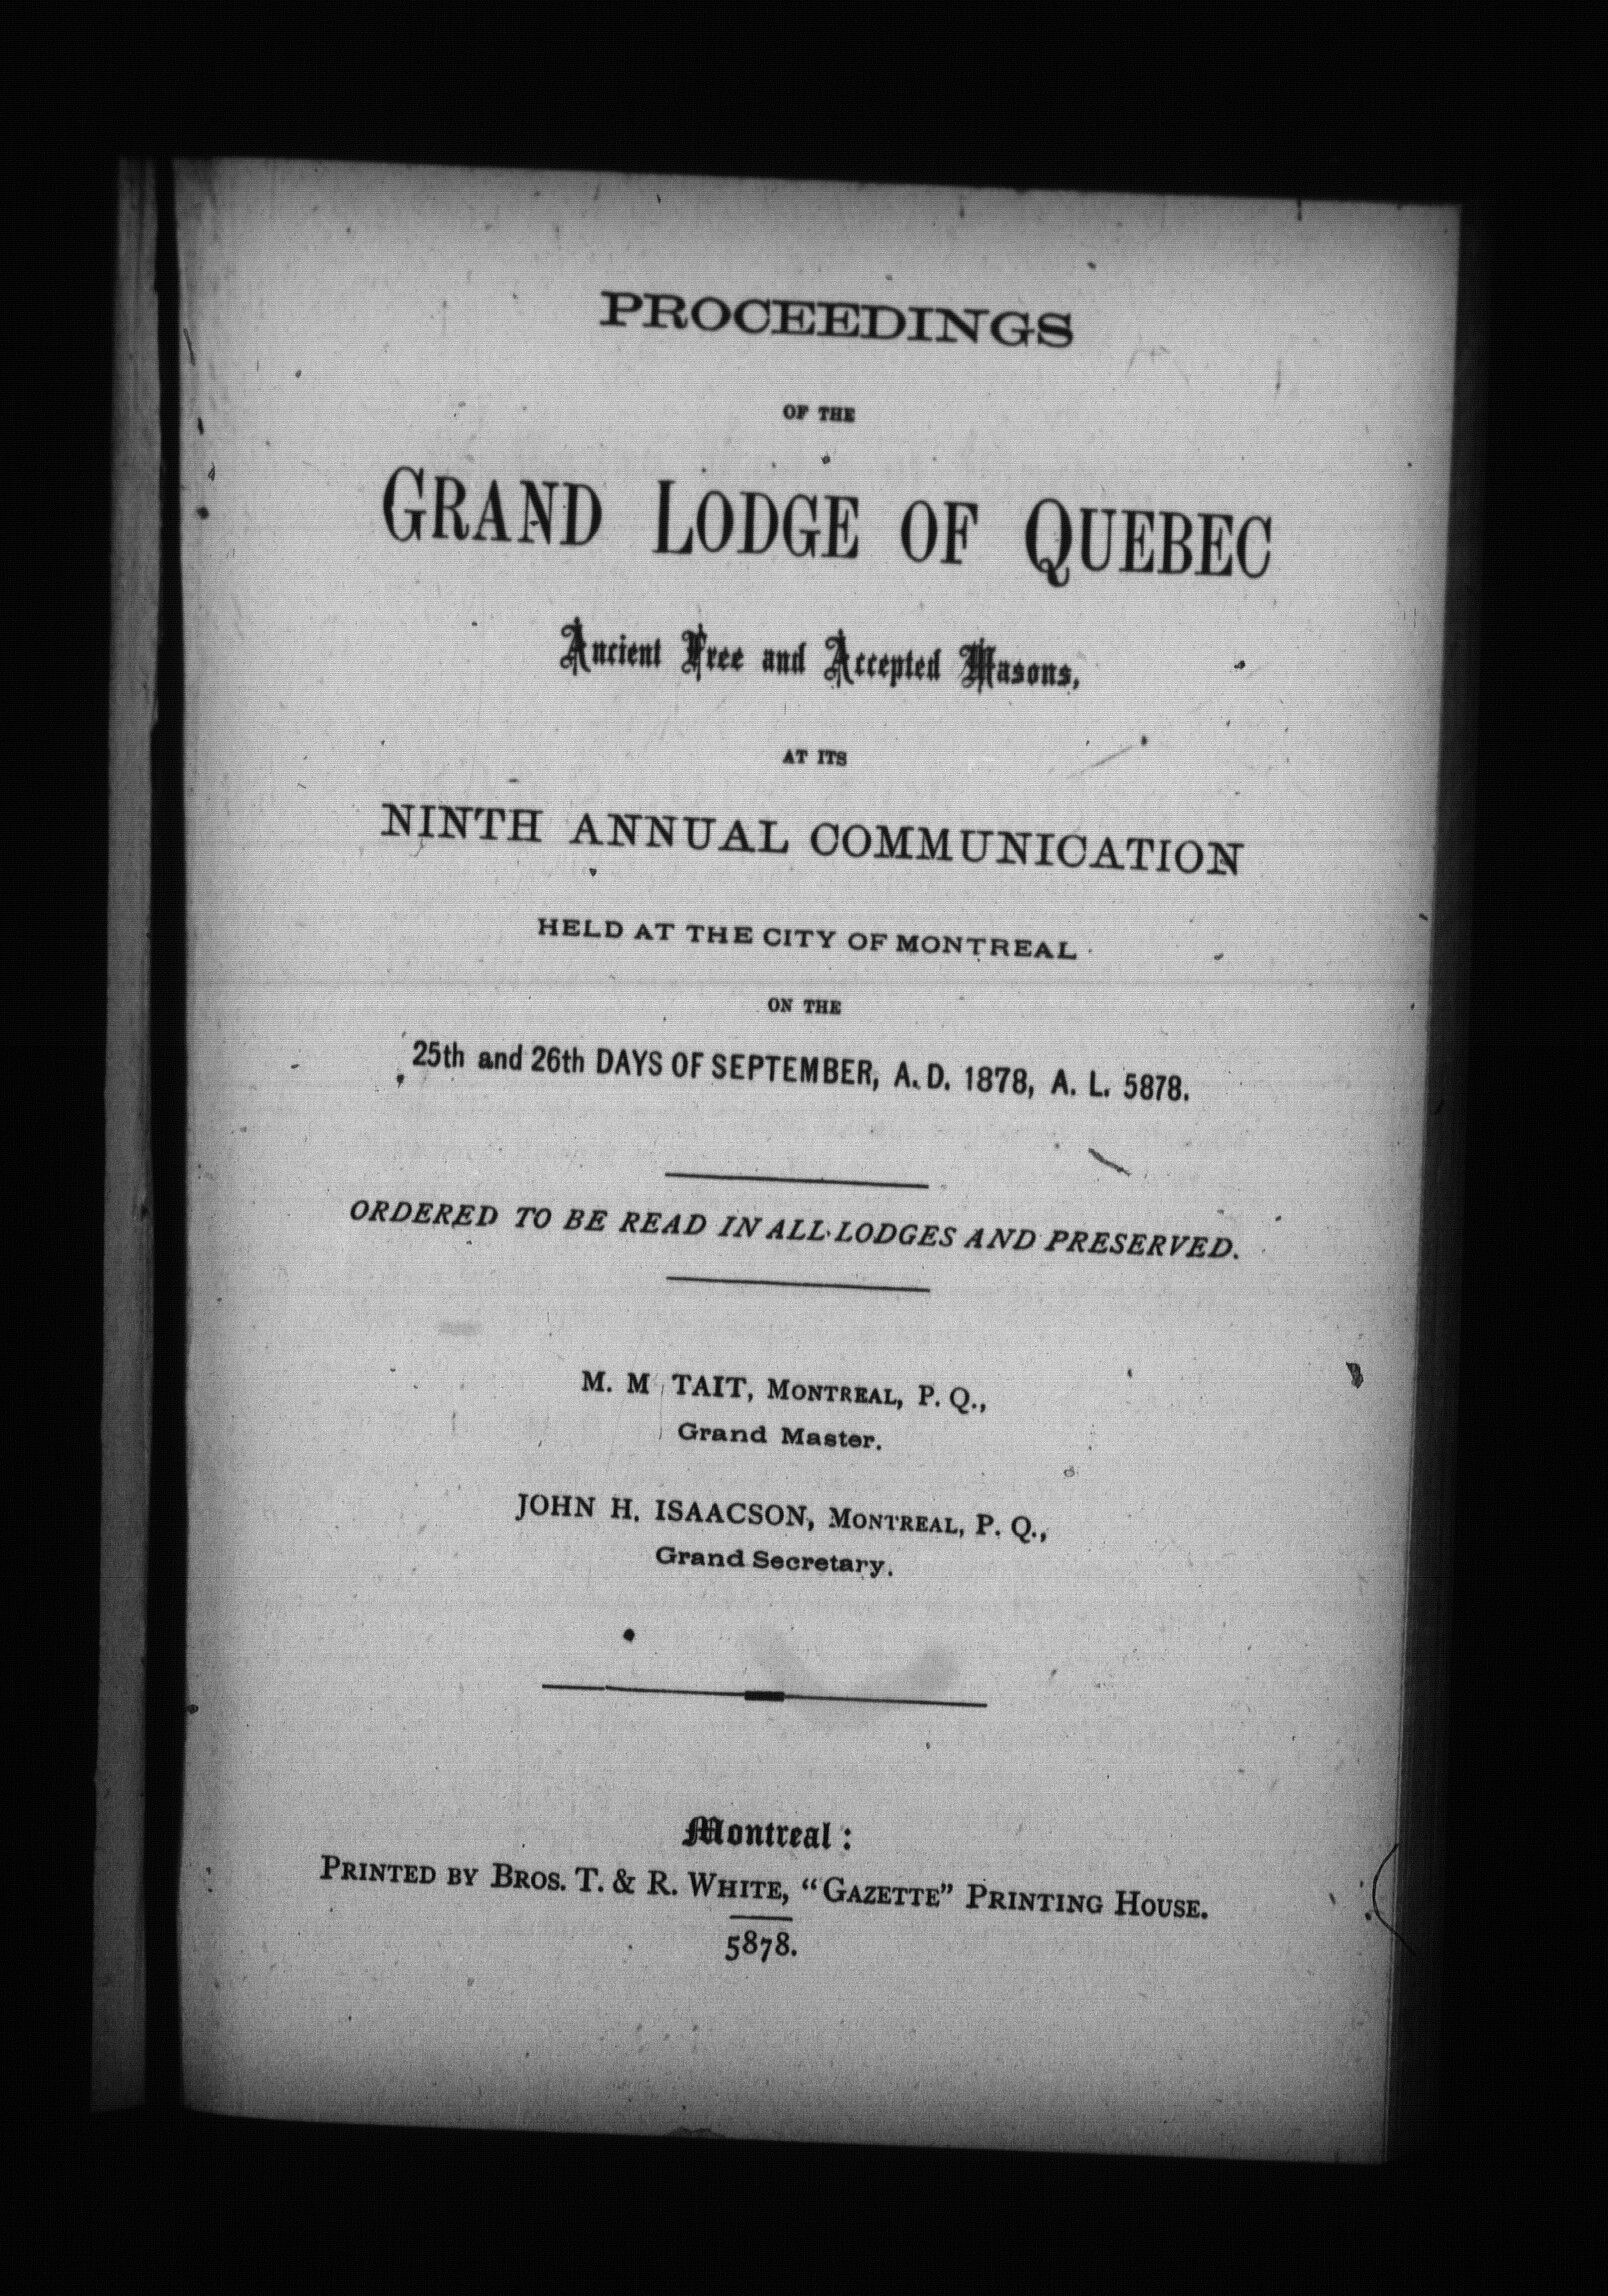 PROCEEDINGS
OF THE
GRAND LODGE OF QUEBEC
Ancient Free and Accepted Masons,
AT ITS
NINTH ANNUAL COMMUNICATION
HELD AT THE CITY OF MONTREAL
ON THE
25th and 26th DAYS OF SEPTEMBER, A. D. 1878, A. L. 5878.
ORDERED TO BE READ IN ALL LODGES AND PRESERVED.
M. M TAIT, MONTREAL, P. Q.,
Grand Master.
JOHN H. ISAACSON, MONTREAL, P. Q.,
Grand Secretary.
Montreal :
PRINTED BY BROS. T. & R. WHITE, "GAZETTE" PRINTING HOUSE.
5878.